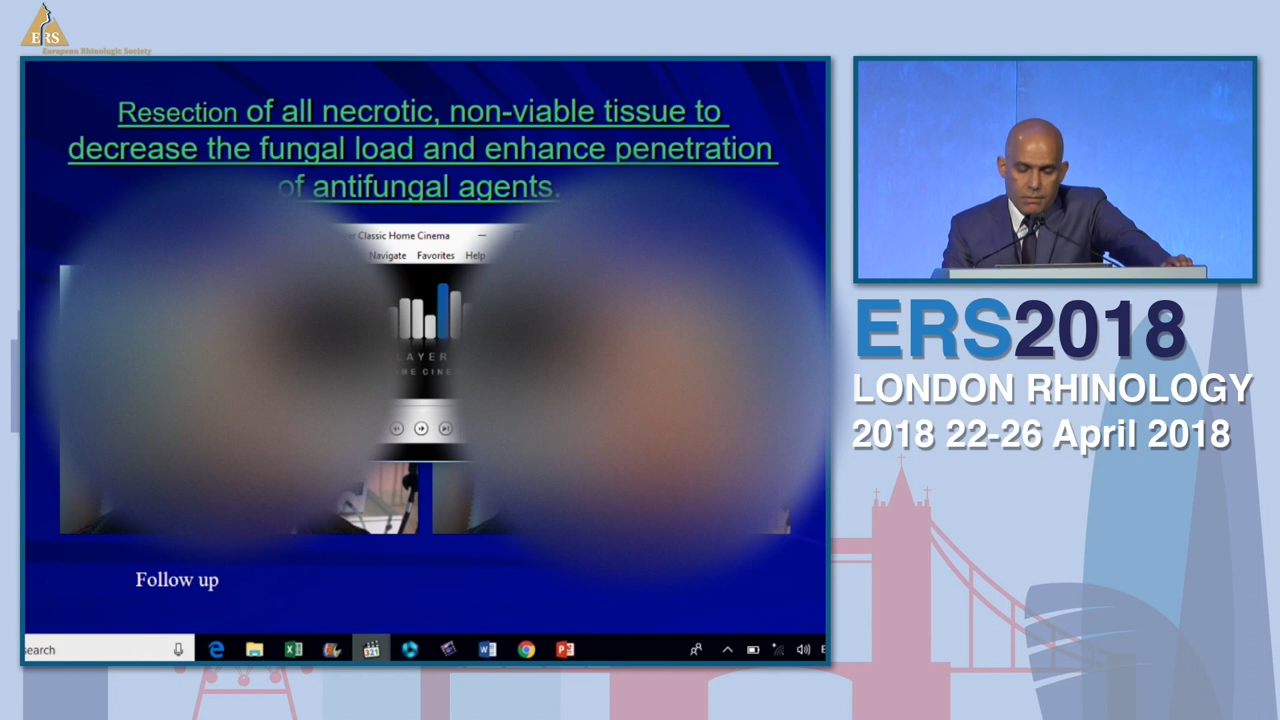 ERS
European Rhinologic Society
Resection of all necrotic, non-viable tissue to
decrease the fungal load and enhance penetration
of antifungal agents.
Classic Home Cinema
Navigate Favorites Help
Follow up
ERS2018
LONDON RHINOLOGY
2018 22-26 April 2018